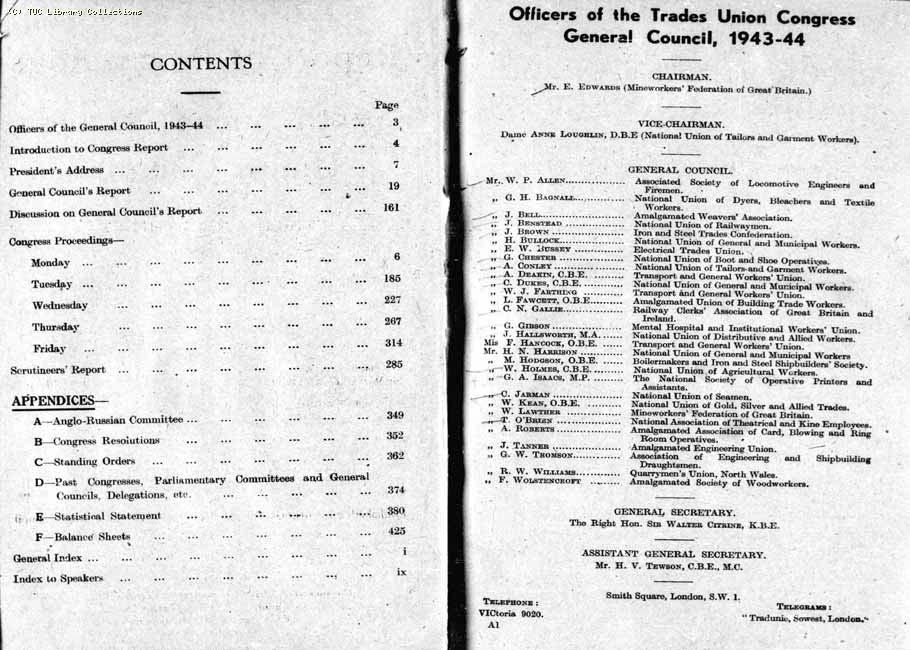 (C) TUC Library Collections
CONTENTS
Page
Officers of the General Council, 1943-44 ... ... ... ... ... 3
Introduction to Congress Report ... ... ... ... ... ... 4
President's Address ... ... ... ... ... ... ... ... 7
General Council's Report ... ... ... ... ... ... ... 19
Discussion on General Council's Report ... ... ... ... ... 161
Congress Proceedings—
Monday ... ... ... ... ... ... ... ... 6
Tuesday ... ... ... ... ... ... ... ... 185
Wednesday ... ... ... ... ... ... ... 227
Thursday ... ... ... ... ... ... ... 267
Friday ... ... ... ... ... ... ... ... 314
Scrutineers' Report ... ... ... ... ... ... ... ... 285
APPENDICES—
A—Anglo-Russian Committee ... ... ... ... ... ... 349
B—Congress Resolutions ... ... ... ... ... ... 352
C—Standing Orders ... ... ... ... ... ... ... 362
D—Past Congresses, Parliamentary Committees and General
Councils, Delegations, etc. ... ... ... ... ... 374
E—Statistical Statement ... ... ... ... ... ... 380
F—Balance Sheets ... ... ... ... ... ... ... 425
General Index ... ... ... ... ... ... ... ... ... i
Index to Speakers ... ... ... ... ... ... ... ... ix
Officers of the Trades Union Congress
General Council, 1943-44
CHAIRMAN.
Mr. E. EDWARDS (Mineworkers' Federation of Great Britain.)
VICE-CHAIRMAN.
Dame ANNE LOUGHLIN, D.B.E (National Union of Tailors and Garment Workers).
GENERAL COUNCIL.
Mr. W. P. ALLEN.................. Associated Society of Locomotive Engineers and
Firemen.
„ G. H. BAGNALL............... National Union of Dyers, Bleachers and Textile
Workers.
„ J. BELL....................... Amalgamated Weavers' Association.
„ J. BENSTEAD .................. National Union of Railwaymen.
„ J. BROWN ..................... Iron and Steel Trades Confederation.
„ H. BULLOCK................... National Union of General and Municipal Workers.
„ E. W. BUSSEY ................ Electrical Trades Union.
„ G. CHESTER ................... National Union of Boot and Shoe Operatives.
„ A. CONLEY .................... National Union of Tailors and Garment Workers.
„ A. DEAKIN, C.B.E. ........... Transport and General Workers' Union.
„ C. DUKES, C.B.E. ............ National Union of General and Municipal Workers.
„ W. J. FARTHING .............. Transport and General Workers' Union.
„ L. FAWCETT, O.B.E........... Amalgamated Union of Building Trade Workers.
„ C. N. GALLIE.................. Railway Clerks' Association of Great Britain and
Ireland.
„ G. GIBSON .................... Mental Hospital and Institutional Workers' Union.
„ J. HALLSWORTH, M.A. ........ National Union of Distributive and Allied Workers.
Mis F. HANCOCK, O.B.E. ........ Transport and General Workers' Union.
Mr. H. N. HARRISON ............ National Union of General and Municipal Workers
„ M. HODGSON, O.B.E. ......... Boilermakers and Iron and Steel Shipbuilders' Society.
„ W. HOLMES, C.B.E. .......... National Union of Agricultural Workers.
„ G. A. ISAACS, M.P. .......... The National Society of Operative Printers and
Assistants.
„ C. JARMAN .................... National Union of Seamen.
W. KEAN, O.B.E. ............. National Union of Gold, Silver and Allied Trades.
„ W. LAWTHER .................. Mineworkers' Federation of Great Britain.
„ T. O'BRIEN ................... National Association of Theatrical and Kine Employees.
„ A. ROBERTS .................. Amalgamated Association of Card, Blowing and Ring
Room Operatives.
„ J. TANNER .................... Amalgamated Engineering Union.
„ G. W. THOMSON............... Association of Engineering and Shipbuilding
Draughtsmen.
„ R. W. WILLIAMS.............. Quarrymen's Union, North Wales.
„ F. WOLSTENCROFT ............ Amalgamated Society of Woodworkers.
GENERAL SECRETARY.
The Right Hon. SIR WALTER CITRINE, K.B.E.
ASSISTANT GENERAL SECRETARY.
Mr. H. V. TEWSON, C.B.E., M.C.
Smith Square, London, S.W. 1.
TELEPHONE :
VICtoria 9020.
A1
TELEGRAMS :
"Tradunic, Sowest, London."